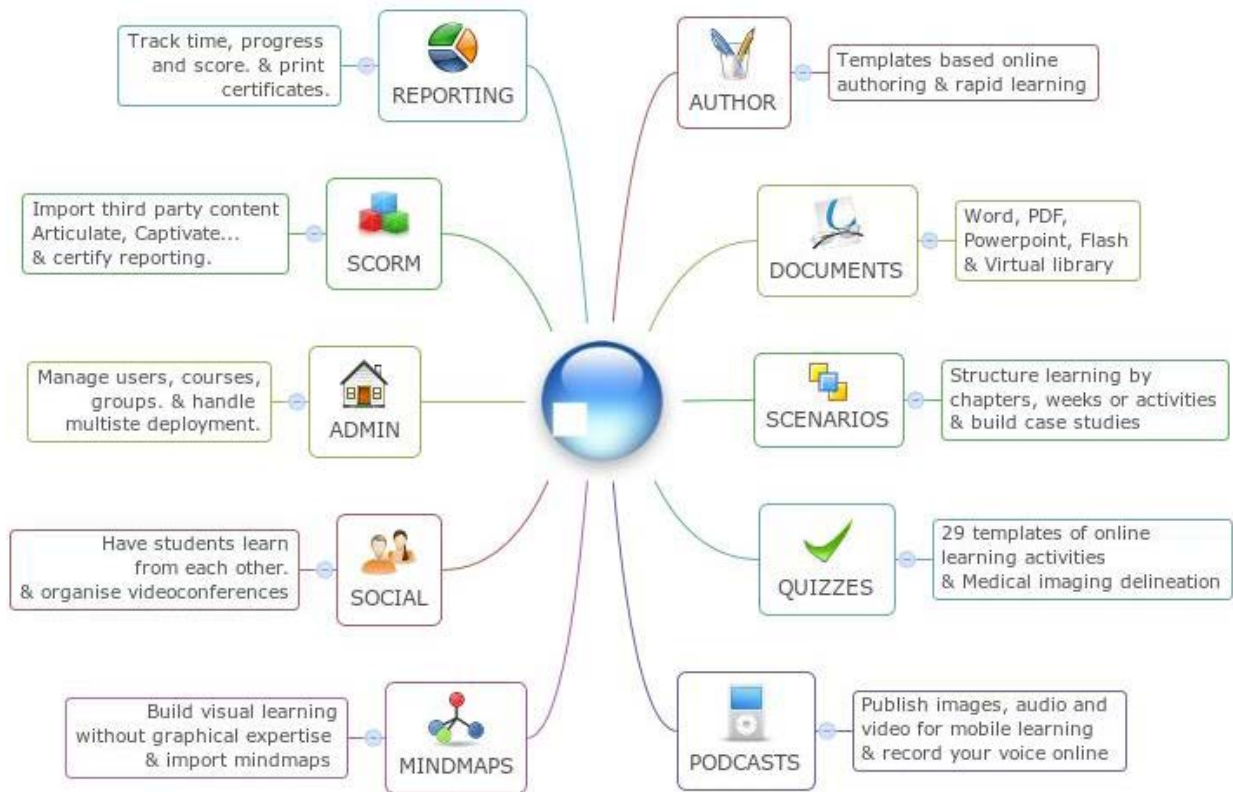 Track time, progress
and score. & print
certificates.
REPORTING
AUTHOR
Templates based online
authoring & rapid learning
Import third party content
Articulate, Captivate...
& certify reporting.
SCORM
DOCUMENTS
Word, PDF,
Powerpoint, Flash
& Virtual library
Manage users, courses,
groups. & handle
multiste deployment.
ADMIN
SCENARIOS
Structure learning by
chapters, weeks or activities
& build case studies
Have students learn
from each other.
& organise videoconferences
SOCIAL
QUIZZES
29 templates of online
learning activities
& Medical imaging delineation
Build visual learning
without graphical expertise
& import mindmaps
MINDMAPS
PODCASTS
Publish images, audio and
video for mobile learning
& record your voice online